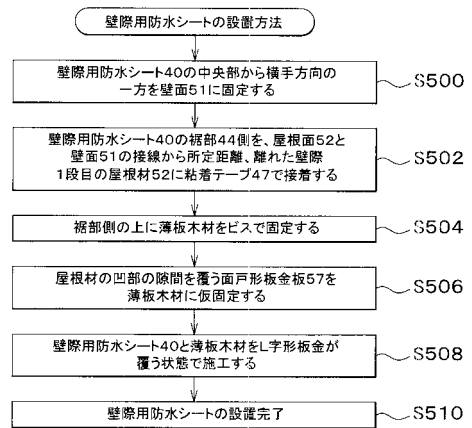 壁際用防水シートの設置方法
壁際用防水シート40の中央部から横手方向の
一方を壁面51に固定する
S500
壁際用防水シート40の裾部44側を、屋根面52と
壁面51の接線から所定距離、離れた壁際
1段目の屋根材52に粘着テープ47で接着する
S502
裾部側の上に薄板木材をビスで固定する
S504
屋根材の凹部の隙間を覆う面戸形板金板57を
薄板木材に仮固定する
S506
壁際用防水シート40と薄板木材をL字形板金が
覆う状態で施工する
S508
壁際用防水シートの設置完了
S510